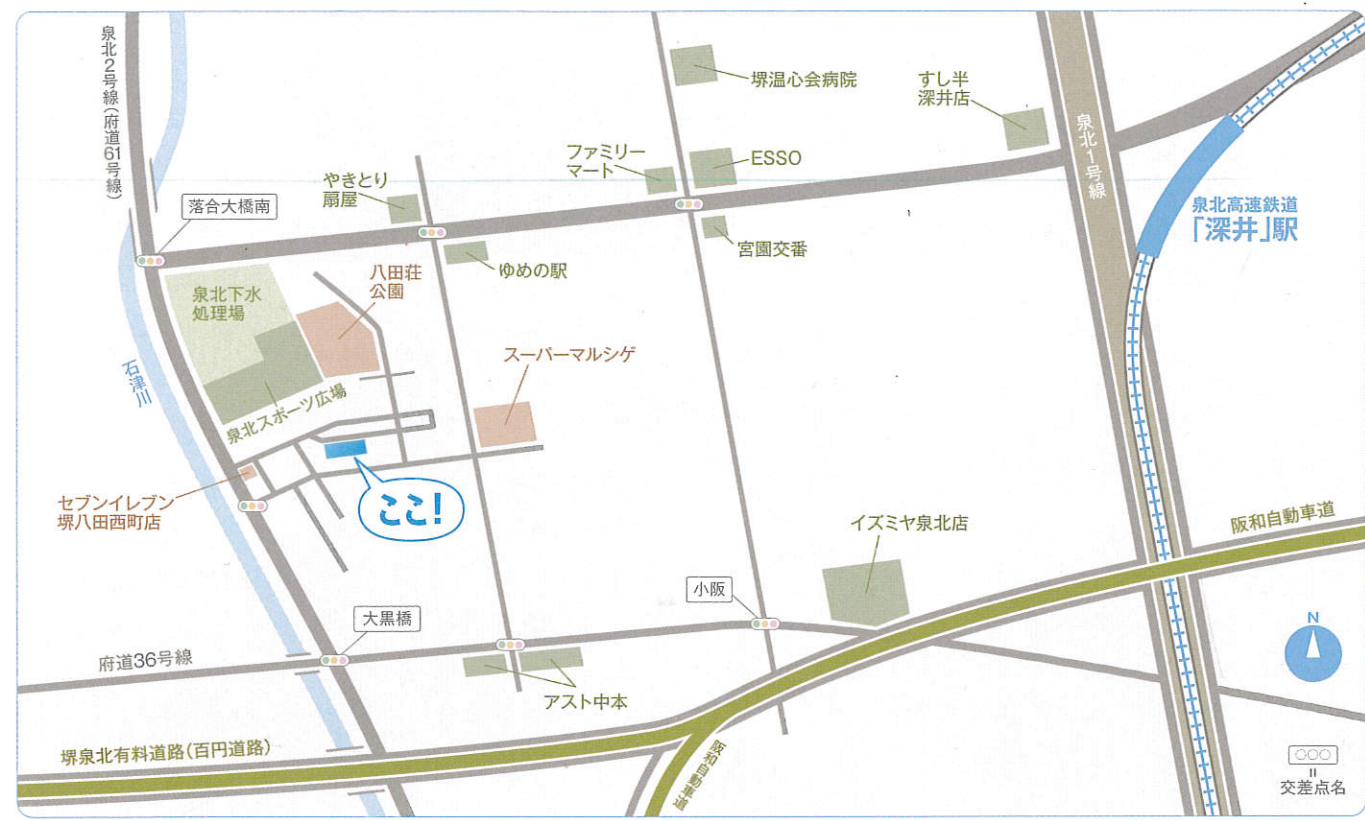 泉北2号線(府道61号線)
堺温心会病院
すし半
深井店
泉北1号線
ファミリー
マート
ESSO
やきとり
扇屋
落合大橋南
泉北高速鉄道
「深井」駅
宮園交番
ゆめの駅
八田荘
公園
泉北下水
処理場
石津川
スーパーマルシゲ
泉北スポーツ広場
セブンイレブン
堺八田西町店
ここ!
イズミヤ泉北店
阪和自動車道
小阪
大黒橋
N
府道36号線
アスト中本
堺泉北有料道路(百円道路)
阪和自動車道
○○○
=
交差点名